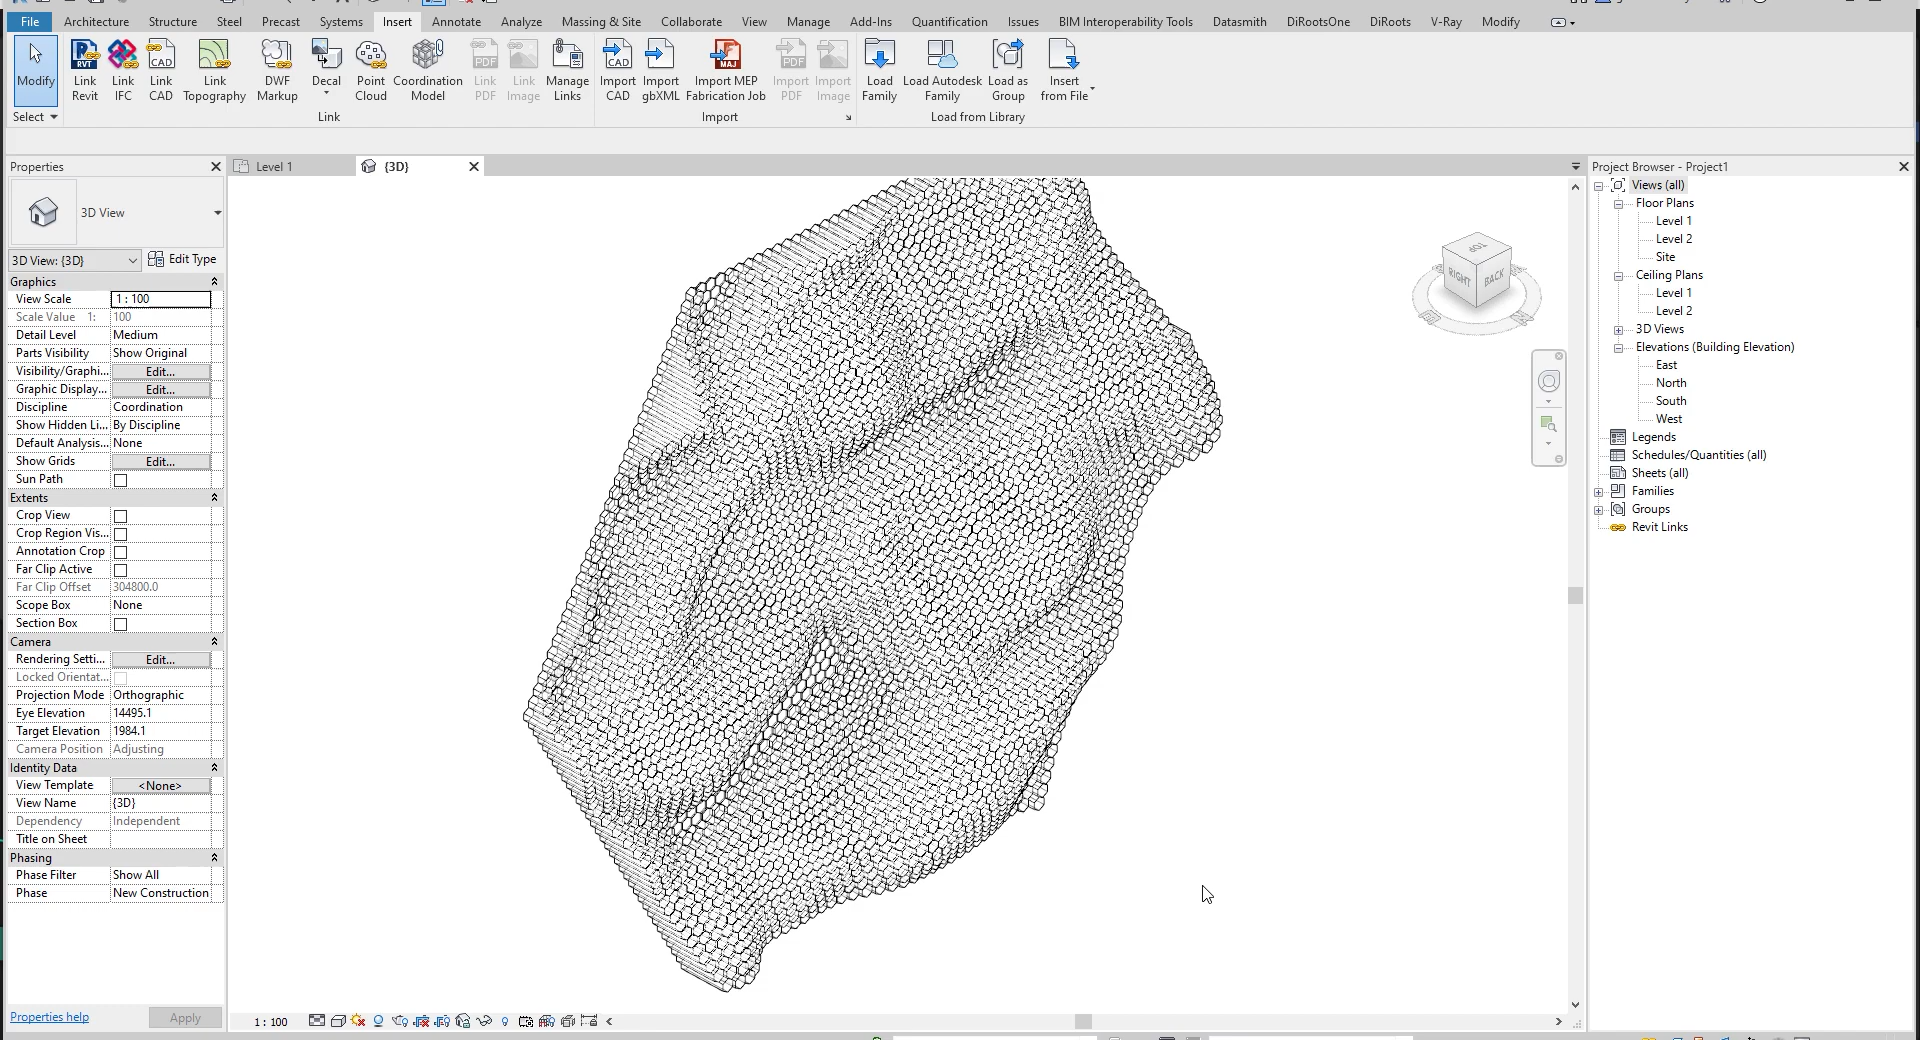 File Architecture Structure Steel Precast Systems Insert Annotate Analyze Massing & Site Collaborate View Manage Add-Ins Quantification Issues BIM Interoperability Tools Datasmith DiRootsOne DiRoots V-Ray Modify
Modify
Link Revit
Link IFC
Link CAD
Link Topography
DWF Markup
Decal
Point Cloud
Coordination Model
Link PDF
Link Image
Manage Links
Import CAD
Import gbXML
Import MEP Fabrication Job
Import PDF
Import Image
Load Family
Load Autodesk Family
Load as Group
Insert from File
Select
Link
Import
Load from Library
Properties
Level 1
{3D}
Project Browser - Project1
3D View
3D View: {3D}
Edit Type
Graphics
View Scale 1 : 100
Scale Value 1: 100
Detail Level Medium
Parts Visibility Show Original
Visibility/Graphi... Edit...
Graphic Display... Edit...
Discipline Coordination
Show Hidden Li... By Discipline
Default Analysis... None
Show Grids Edit...
Sun Path
Extents
Crop View
Crop Region Vis...
Annotation Crop
Far Clip Active
Far Clip Offset 304800.0
Scope Box None
Section Box
Camera
Rendering Setti... Edit...
Locked Orientat...
Projection Mode Orthographic
Eye Elevation 14495.1
Target Elevation 1984.1
Camera Position Adjusting
Identity Data
View Template <None>
View Name {3D}
Dependency Independent
Title on Sheet
Phasing
Phase Filter Show All
Phase New Construction
Properties help
Apply
TOP
RIGHT
BACK
1 : 100
Views (all)
Floor Plans
Level 1
Level 2
Site
Ceiling Plans
Level 1
Level 2
3D Views
Elevations (Building Elevation)
East
North
South
West
Legends
Schedules/Quantities (all)
Sheets (all)
Families
Groups
Revit Links